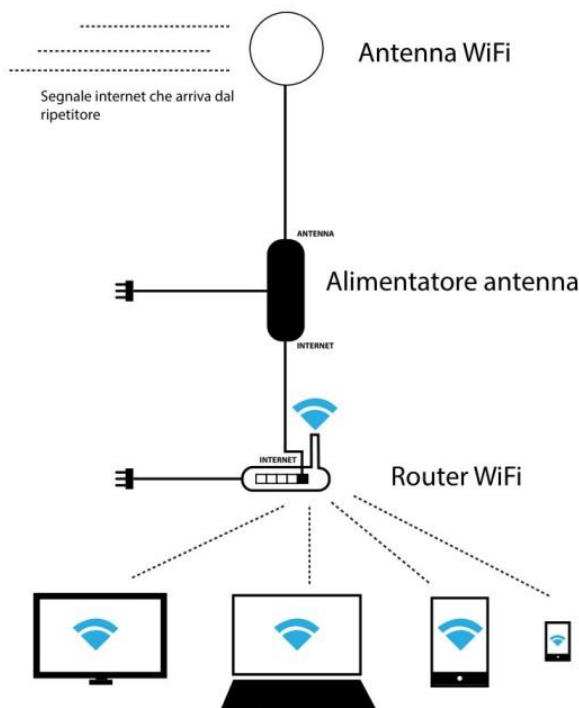 Antenna WiFi
Segnale internet che arriva dal
ripetitore
ANTENNA
Alimentatore antenna
INTERNET
INTERNET
Router WiFi